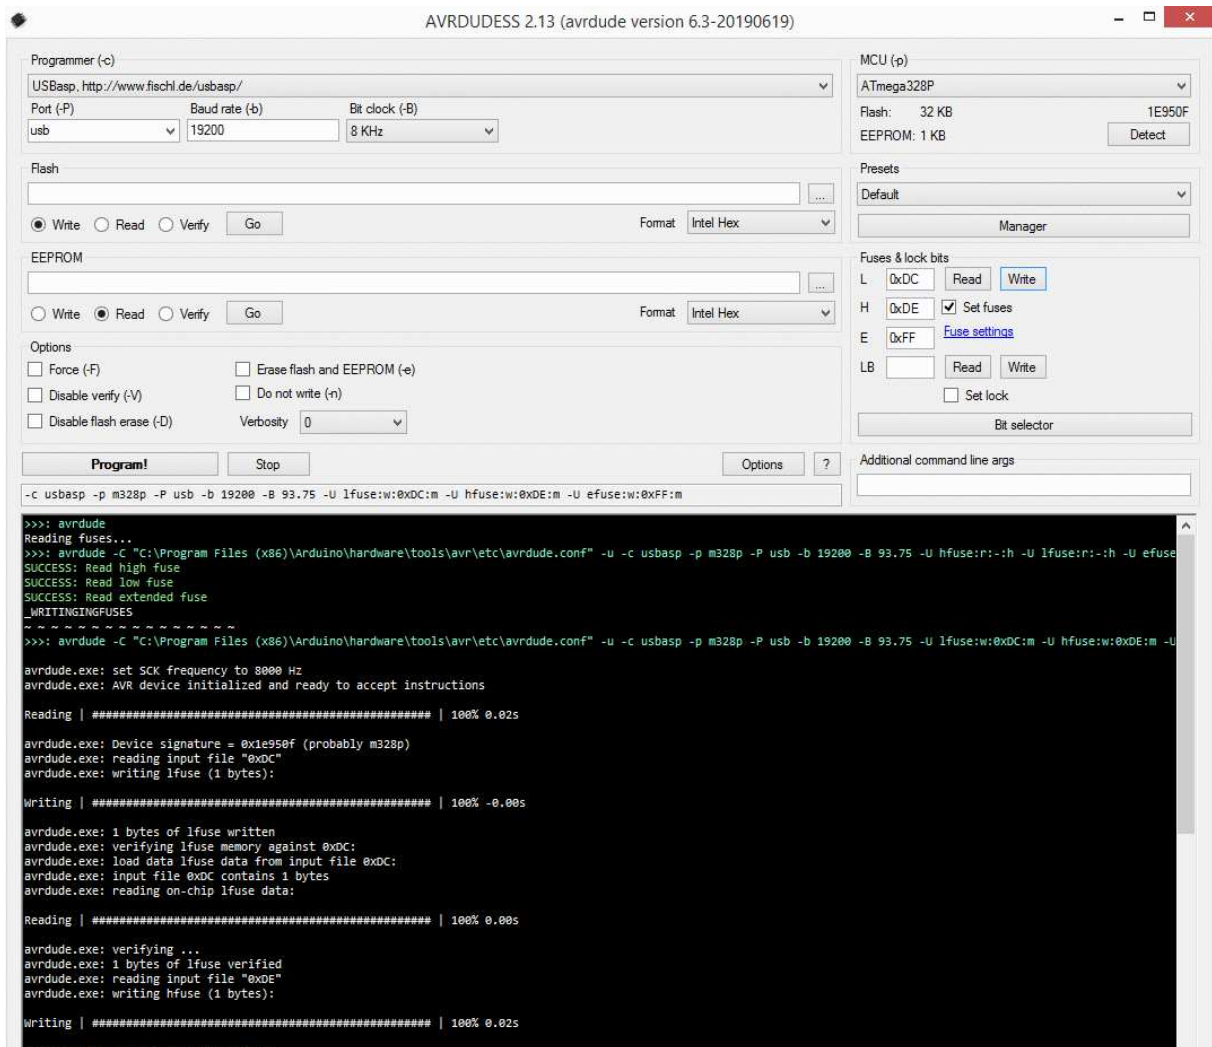 AVRDUDESS 2.13 (avrdude version 6.3-20190619)
Programmer (-c)
USBasp, http://www.fischl.de/usbasp/
Port (-P) Baud rate (-b) Bit clock (-B)
usb 19200 8 KHz
MCU (-p)
ATmega328P
Flash: 32 KB 1E950F
EEPROM: 1 KB Detect
Flash
...
Write Read Verify Go Format Intel Hex
Presets
Default
Manager
EEPROM
...
Write Read Verify Go Format Intel Hex
Fuses & lock bits
L 0xDC Read Write
H 0xDE Set fuses
E 0xFF Fuse settings
LB Read Write
Set lock
Bit selector
Options
Force (-F) Erase flash and EEPROM (-e)
Disable verify (-V) Do not write (-n)
Disable flash erase (-D) Verbosity 0
Program! Stop Options ?
Additional command line args
-c usbasp -p m328p -P usb -b 19200 -B 93.75 -U lfuse:w:0xDC:m -U hfuse:w:0xDE:m -U efuse:w:0xFF:m
>>>: avrdude
Reading fuses...
>>>: avrdude -C "C:\Program Files (x86)\Arduino\hardware\tools\avr\etc\avrdude.conf" -u -c usbasp -p m328p -P usb -b 19200 -B 93.75 -U hfuse:r:-:h -U lfuse:r:-:h -U efuse
SUCCESS: Read high fuse
SUCCESS: Read low fuse
SUCCESS: Read extended fuse
_WRITINGINGFUSES
~ ~ ~ ~ ~ ~ ~ ~ ~ ~ ~ ~ ~ ~ ~ ~
>>>: avrdude -C "C:\Program Files (x86)\Arduino\hardware\tools\avr\etc\avrdude.conf" -u -c usbasp -p m328p -P usb -b 19200 -B 93.75 -U lfuse:w:0xDC:m -U hfuse:w:0xDE:m -U
avrdude.exe: set SCK frequency to 8000 Hz
avrdude.exe: AVR device initialized and ready to accept instructions
Reading | ################################################## | 100% 0.02s
avrdude.exe: Device signature = 0x1e950f (probably m328p)
avrdude.exe: reading input file "0xDC"
avrdude.exe: writing lfuse (1 bytes):
Writing | ################################################## | 100% -0.00s
avrdude.exe: 1 bytes of lfuse written
avrdude.exe: verifying lfuse memory against 0xDC:
avrdude.exe: load data lfuse data from input file 0xDC:
avrdude.exe: input file 0xDC contains 1 bytes
avrdude.exe: reading on-chip lfuse data:
Reading | ################################################## | 100% 0.00s
avrdude.exe: verifying ...
avrdude.exe: 1 bytes of lfuse verified
avrdude.exe: reading input file "0xDE"
avrdude.exe: writing hfuse (1 bytes):
Writing | ################################################## | 100% 0.02s